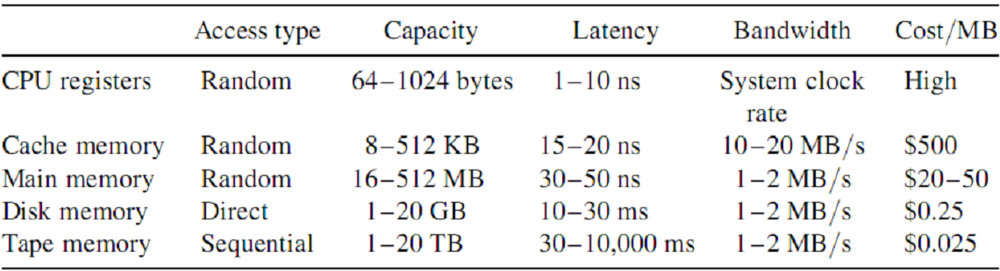 Access type Capacity Latency Bandwidth Cost/MB
CPU registers Random 64–1024 bytes 1–10 ns System clock High
rate
Cache memory Random 8–512 KB 15–20 ns 10–20 MB/s $500
Main memory Random 16–512 MB 30–50 ns 1–2 MB/s $20–50
Disk memory Direct 1–20 GB 10–30 ms 1–2 MB/s $0.25
Tape memory Sequential 1–20 TB 30–10,000 ms 1–2 MB/s $0.025